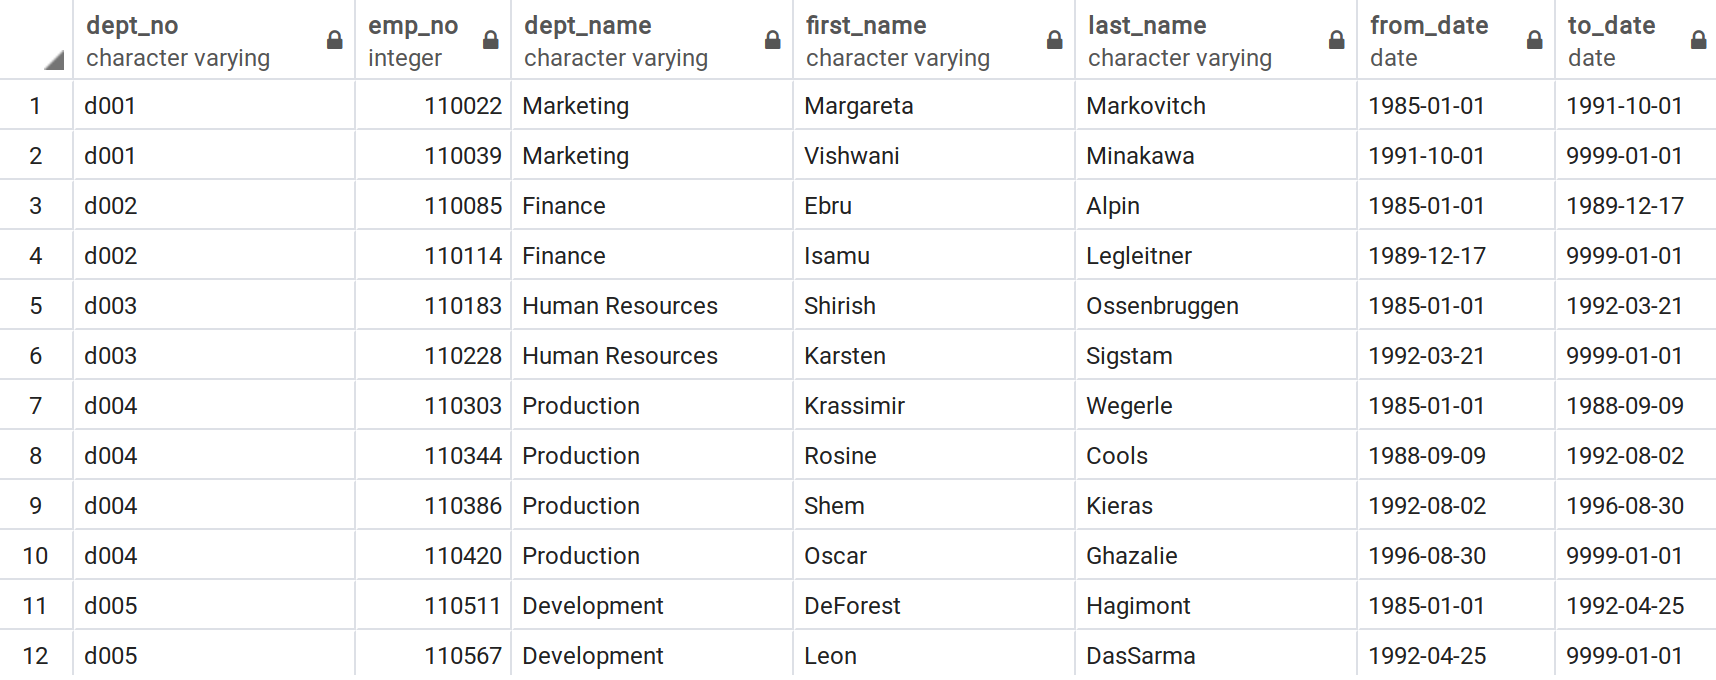 dept_no emp_no dept_name first_name last_name from_date to_date
character varying integer character varying character varying character varying date date
1 d001 110022 Marketing Margareta Markovitch 1985-01-01 1991-10-01
2 d001 110039 Marketing Vishwani Minakawa 1991-10-01 9999-01-01
3 d002 110085 Finance Ebru Alpin 1985-01-01 1989-12-17
4 d002 110114 Finance Isamu Legleitner 1989-12-17 9999-01-01
5 d003 110183 Human Resources Shirish Ossenbruggen 1985-01-01 1992-03-21
6 d003 110228 Human Resources Karsten Sigstam 1992-03-21 9999-01-01
7 d004 110303 Production Krassimir Wegerle 1985-01-01 1988-09-09
8 d004 110344 Production Rosine Cools 1988-09-09 1992-08-02
9 d004 110386 Production Shem Kieras 1992-08-02 1996-08-30
10 d004 110420 Production Oscar Ghazalie 1996-08-30 9999-01-01
11 d005 110511 Development DeForest Hagimont 1985-01-01 1992-04-25
12 d005 110567 Development Leon DasSarma 1992-04-25 9999-01-01